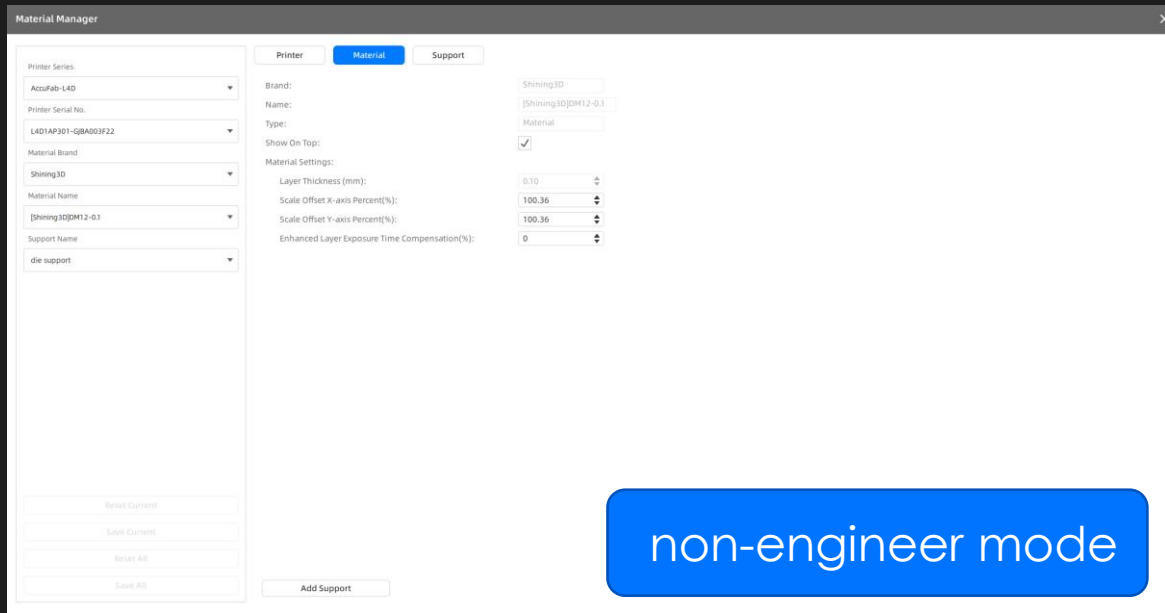 Material Manager
Printer Series
AccuFab-L4D
Printer Serial No.
L4D1AP301-GJBA003F22
Material Brand
Shining3D
Material Name
[Shining3D]DM12-0.1
Support Name
die support
Reset Current
Save Current
Reset All
Save All
Printer Material Support
Brand: Shining3D
Name: [Shining3D]DM12-0.1
Type: Material
Show On Top:
Material Settings:
Layer Thickness (mm): 0.10
Scale Offset X-axis Percent(%): 100.36
Scale Offset Y-axis Percent(%): 100.36
Enhanced Layer Exposure Time Compensation(%): 0
Add Support
non-engineer mode